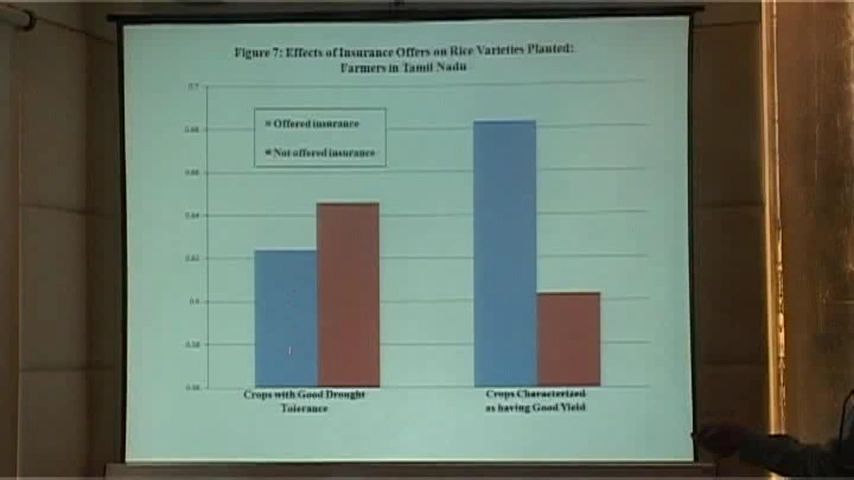 Figure 7: Effects of Insurance Offers on Rice Varieties Planted:
Farmers in Tamil Nadu
0.7
0.68
0.66
0.64
0.62
0.6
0.58
0.56
Offered insurance
Not offered insurance
Crops with Good Drought
Tolerance
Crops Characterized
as having Good Yield